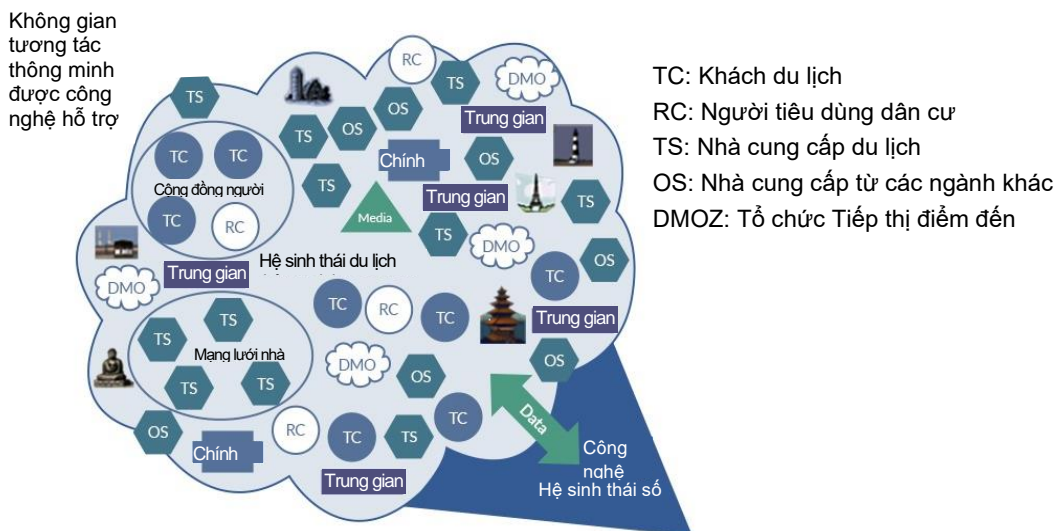 Không gian
tương tác
thông minh
được công
nghệ hỗ trợ
TC: Khách du lịch
RC: Người tiêu dùng dân cư
TS: Nhà cung cấp du lịch
OS: Nhà cung cấp từ các ngành khác
DMOZ: Tổ chức Tiếp thị điểm đến
RC
TS
DMO
TS
OS
Trung gian
TS
OS
TC
TC
Chính
OS
Cộng đồng người
TS
Trung gian
TS
TC
RC
Media
TS
DMO
Hệ sinh thái du lịch
OS
Trung gian
TC
DMO
TC
RC
TC
Trung gian
TS
TS
Mạng lưới nhà
DMO
OS
TS
TS
OS
Data
OS
Chính
RC
TC
TS
TC
Công
nghệ
Trung gian
Hệ sinh thái số